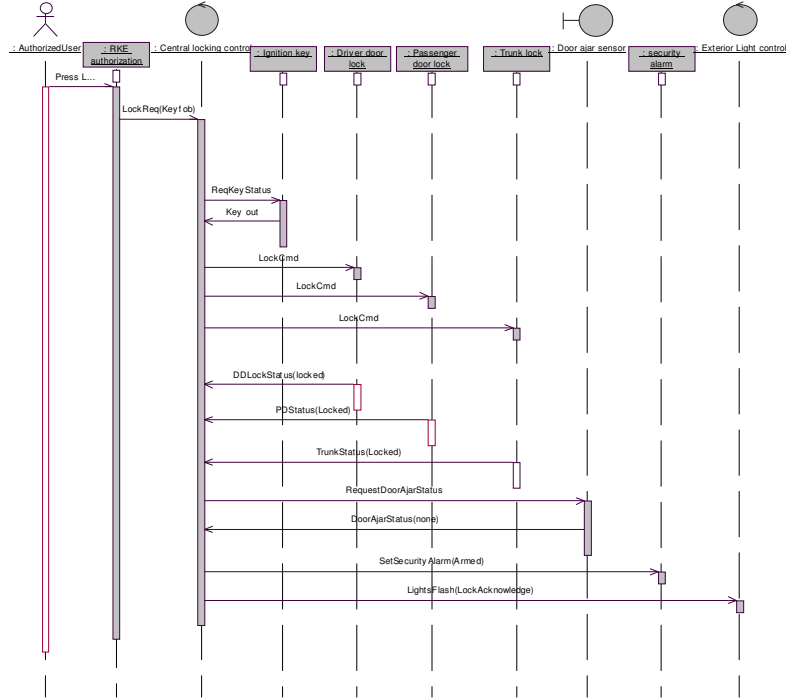 : AuthorizedUser
: RKE
authorization
: Central locking control
: Ignition key
: Driver door
lock
: Passenger
door lock
: Trunk lock
: Door ajar sensor
: security
alarm
: Exterior Light control
Press L...
LockReq(Keyfob)
ReqKeyStatus
Key out
LockCmd
LockCmd
LockCmd
DDLockStatus(locked)
PDStatus(Locked)
TrunkStatus(Locked)
RequestDoorAjarStatus
DoorAjarStatus(none)
SetSecurityAlarm(Armed)
LightsFlash(LockAcknowledge)